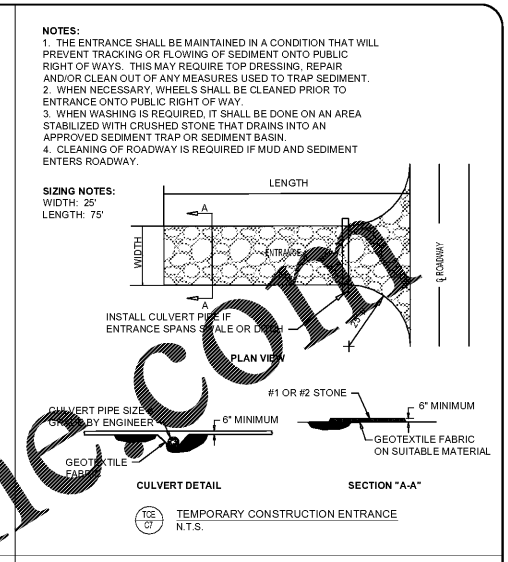 NOTES:
1. THE ENTRANCE SHALL BE MAINTAINED IN A CONDITION THAT WILL
PREVENT TRACKING OR FLOWING OF SEDIMENT ONTO PUBLIC
RIGHT OF WAYS. THIS MAY REQUIRE TOP DRESSING, REPAIR
AND/OR CLEAN OUT OF ANY MEASURES USED TO TRAP SEDIMENT.
2. WHEN NECESSARY, WHEELS SHALL BE CLEANED PRIOR TO
ENTRANCE ONTO PUBLIC RIGHT OF WAY.
3. WHEN WASHING IS REQUIRED, IT SHALL BE DONE ON AN AREA
STABILIZED WITH CRUSHED STONE THAT DRAINS INTO AN
APPROVED SEDIMENT TRAP OR SEDIMENT BASIN.
4. CLEANING OF ROADWAY IS REQUIRED IF MUD AND SEDIMENT
ENTERS ROADWAY.
SIZING NOTES:
WIDTH: 25'
LENGTH: 75'
LENGTH
A
WIDTH
ENTRANCE
℄ ROADWAY
A
INSTALL CULVERT PIPE IF
ENTRANCE SPANS SWALE OR DITCH
25'
PLAN VIEW
#1 OR #2 STONE
6" MINIMUM
GEOTEXTILE FABRIC
ON SUITABLE MATERIAL
SECTION "A-A"
CULVERT PIPE SIZE &
GRADE BY ENGINEER
6" MINIMUM
GEOTEXTILE
FABRIC
CULVERT DETAIL
TCE
C7
TEMPORARY CONSTRUCTION ENTRANCE
N.T.S.
ne.com